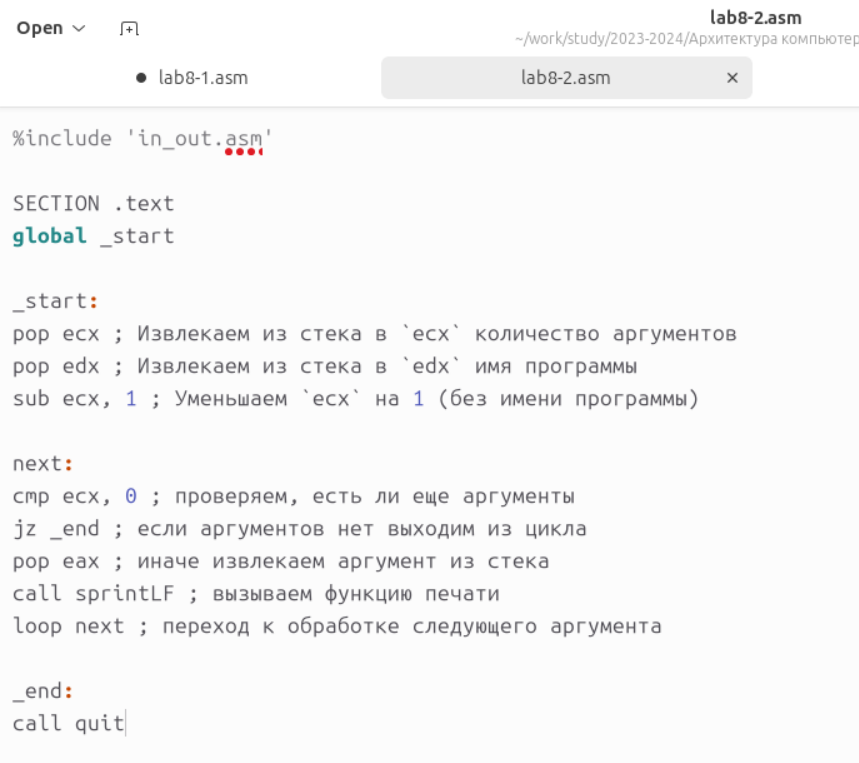 Open
lab8-2.asm
~/work/study/2023-2024/Архитектура компьютер
lab8-1.asm
lab8-2.asm
%include 'in_out.asm'
SECTION .text
global _start
_start:
pop ecx ; Извлекаем из стека в `ecx` количество аргументов
pop edx ; Извлекаем из стека в `edx` имя программы
sub ecx, 1 ; Уменьшаем `ecx` на 1 (без имени программы)
next:
cmp ecx, 0 ; проверяем, есть ли еще аргументы
jz _end ; если аргументов нет выходим из цикла
pop eax ; иначе извлекаем аргумент из стека
call sprintLF ; вызываем функцию печати
loop next ; переход к обработке следующего аргумента
_end:
call quit